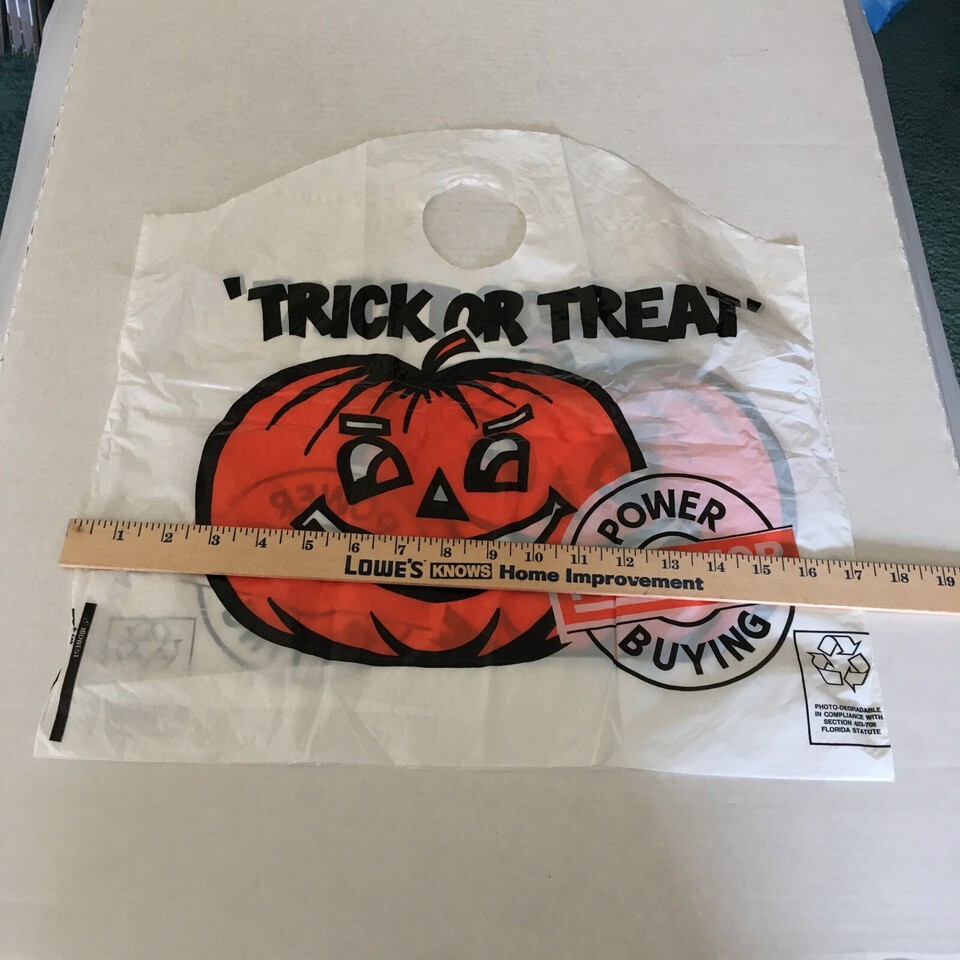 'TRICK OR TREAT'
POWER
BUYING
1 2 3 4 5 6 7 8 9 10 11 12 13 14 15 16 17 18 19
LOWE'S KNOWS Home Improvement
MIDWEST
PHOTO-DEGRADABLE
IN COMPLIANCE WITH
SECTION 403-708
FLORIDA STATUTE